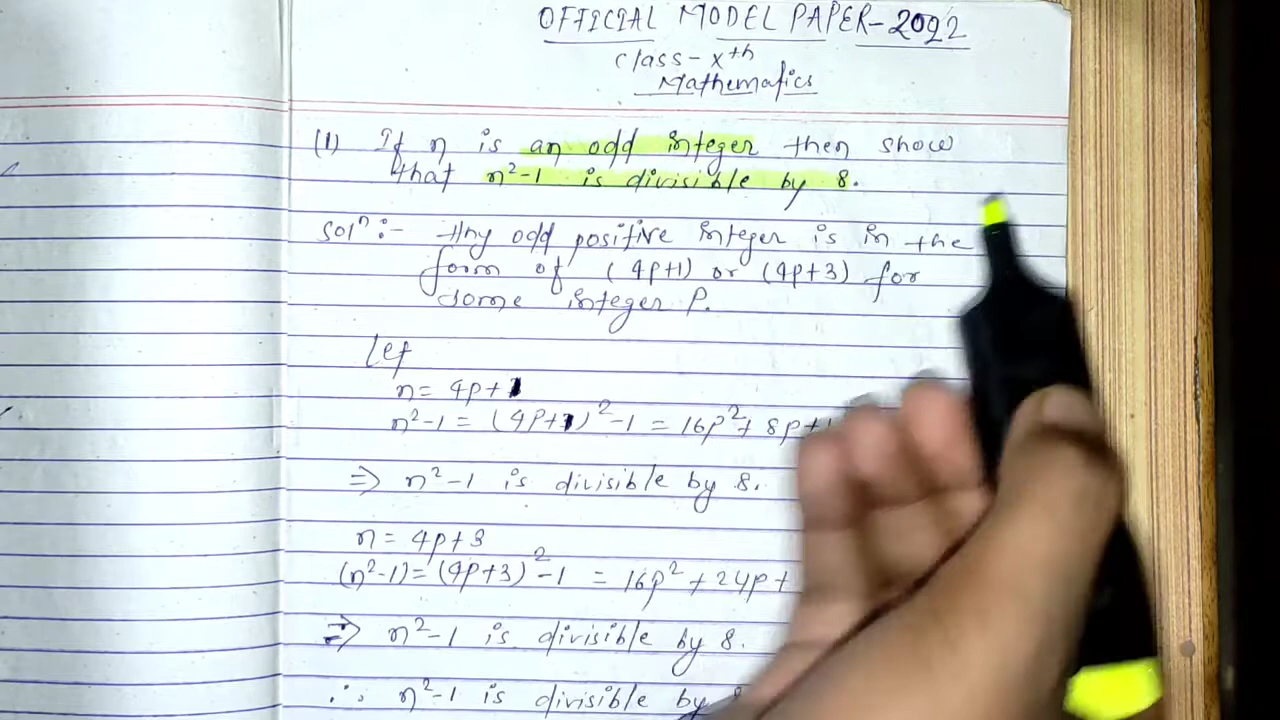 OFFICIAL MODEL PAPER-2022
Class - Xth
Mathematics
(1) If n is an odd integer then show
that n²-1 is divisible by 8.
Solⁿ:- Any odd positive integer is in the
form of (4p+1) or (4p+3) for
some integer P.
Let
n = 4p+1
n²-1 = (4p+1)²-1 = 16p²+8p+1
⇒ n²-1 is divisible by 8.
n = 4p+3
(n²-1) = (4p+3)²-1 = 16p²+24p+
⇒ n²-1 is divisible by 8.
∴ n²-1 is divisible by